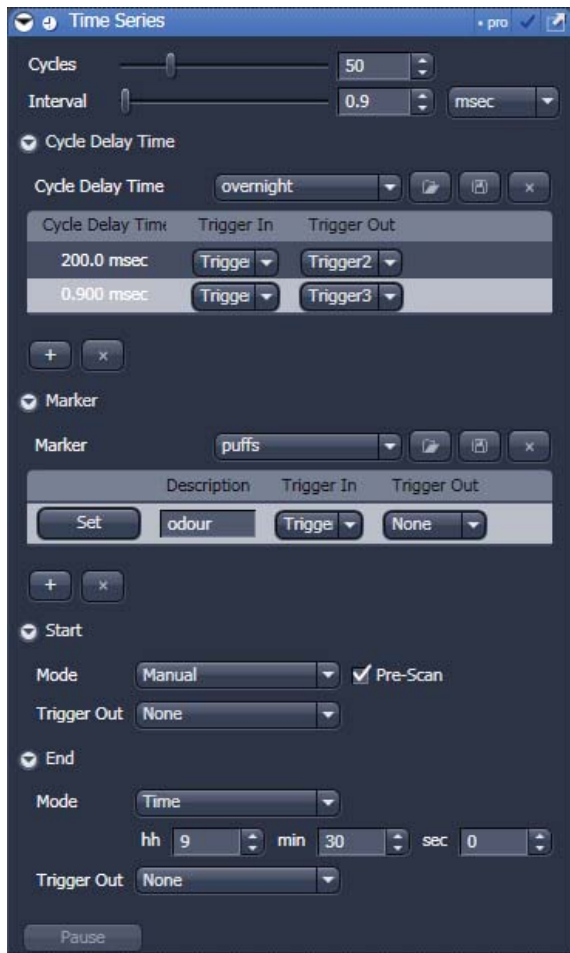 Time Series • pro
Cycles 50
Interval 0.9 msec
Cycle Delay Time
Cycle Delay Time overnight
Cycle Delay Time Trigger In Trigger Out
200.0 msec Trigge Trigger2
0.900 msec Trigge Trigger3
+ ×
Marker
Marker puffs
Description Trigger In Trigger Out
Set odour Trigge None
+ ×
Start
Mode Manual Pre-Scan
Trigger Out None
End
Mode Time
hh 9 min 30 sec 0
Trigger Out None
Pause